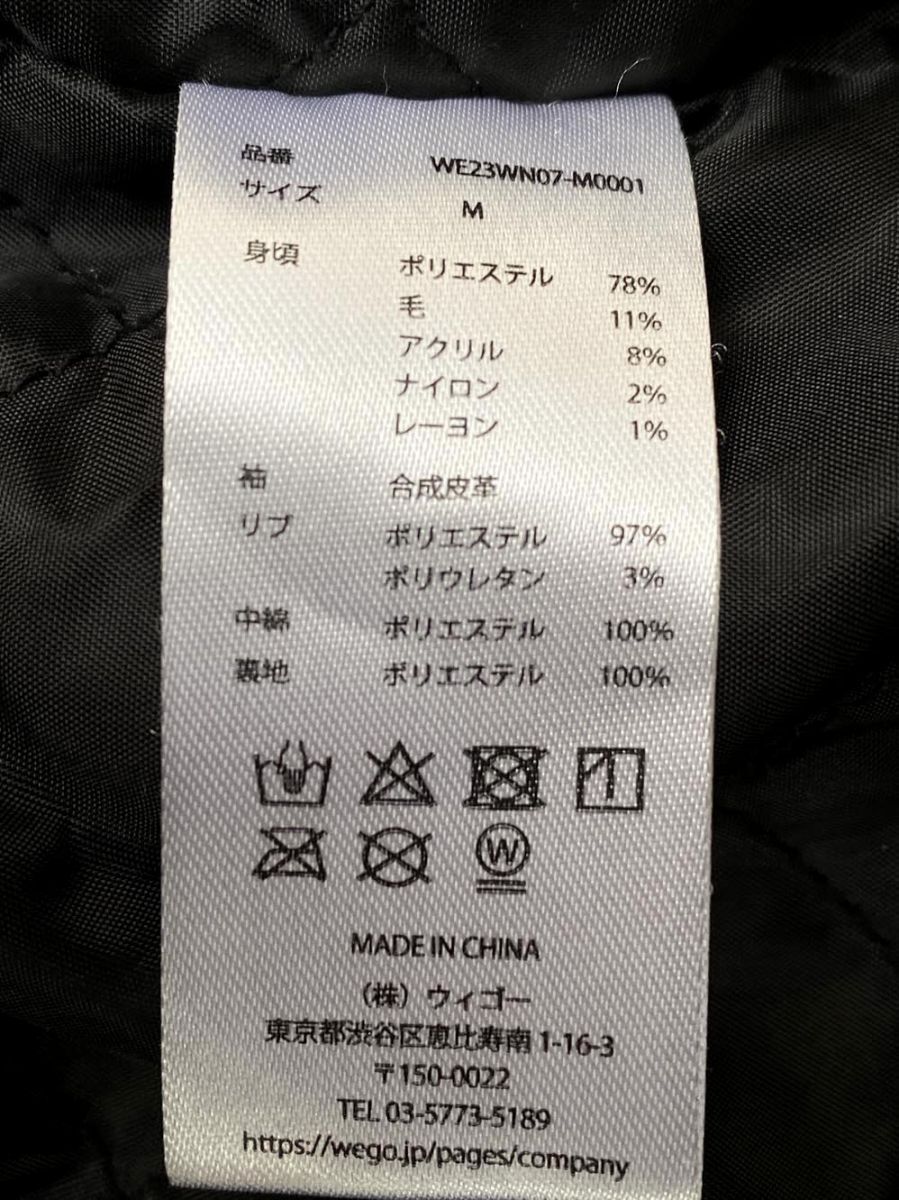 品番 WE23WN07-M0001
サイズ M
身頃 ポリエステル 78%
毛 11%
アクリル 8%
ナイロン 2%
レーヨン 1%
袖 合成皮革
リブ ポリエステル 97%
ポリウレタン 3%
中綿 ポリエステル 100%
裏地 ポリエステル 100%
W
MADE IN CHINA
(株) ウィゴー
東京都渋谷区恵比寿南1-16-3
〒150-0022
TEL 03-5773-5189
https://wego.jp/pages/company